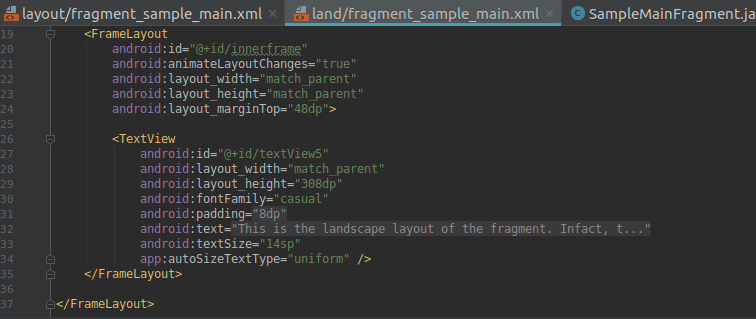 layout/fragment_sample_main.xml × land/fragment_sample_main.xml × C SampleMainFragment.ja
19 <FrameLayout
20 android:id="@+id/innerframe"
21 android:animateLayoutChanges="true"
22 android:layout_width="match_parent"
23 android:layout_height="match_parent"
24 android:layout_marginTop="48dp">
25
26 <TextView
27 android:id="@+id/textView5"
28 android:layout_width="match_parent"
29 android:layout_height="308dp"
30 android:fontFamily="casual"
31 android:padding="8dp"
32 android:text="This is the landscape layout of the fragment. Infact, t..."
33 android:textSize="14sp"
34 app:autoSizeTextType="uniform" />
35 </FrameLayout>
36
37 </FrameLayout>